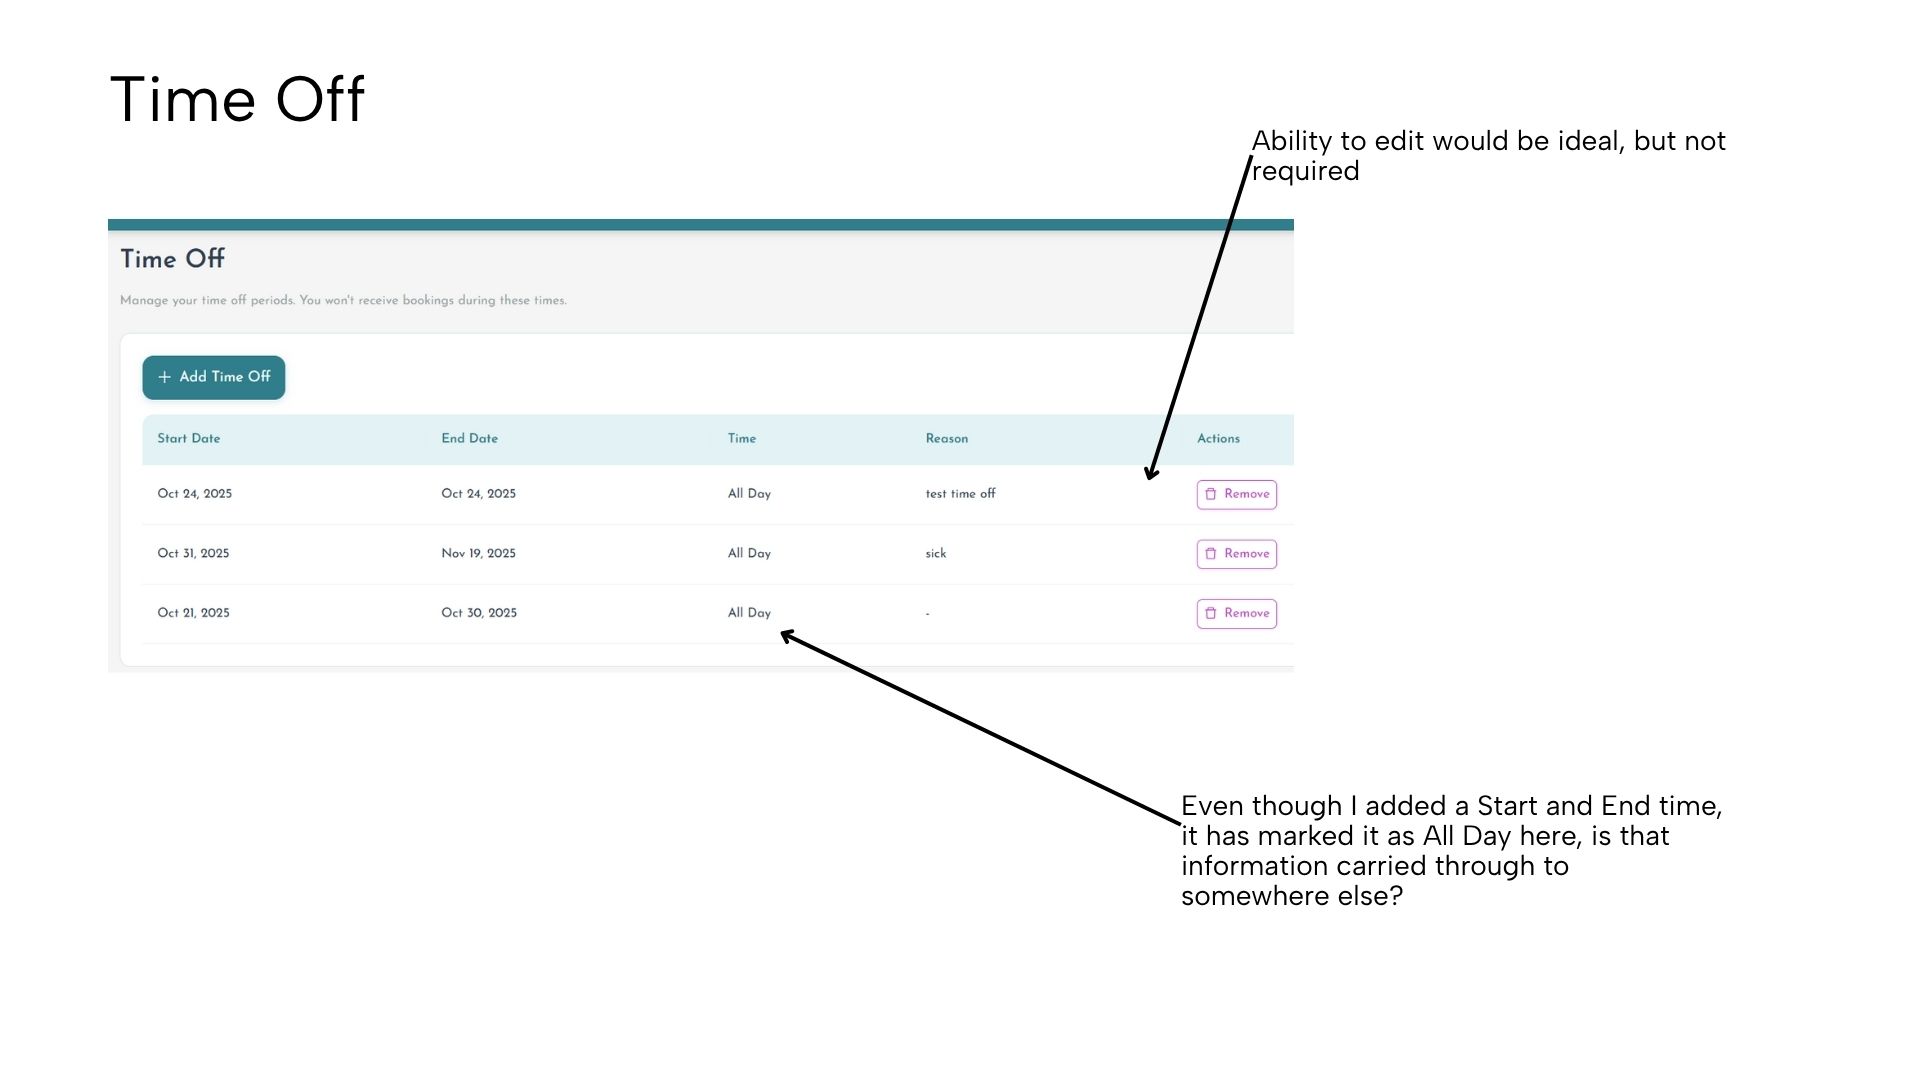 Time Off
Ability to edit would be ideal, but not
required
Time Off
Manage your time off periods. You won't receive bookings during these times.
+ Add Time Off
Start Date End Date Time Reason Actions
Oct 24, 2025 Oct 24, 2025 All Day test time off Remove
Oct 31, 2025 Nov 19, 2025 All Day sick Remove
Oct 21, 2025 Oct 30, 2025 All Day - Remove
Even though I added a Start and End time,
it has marked it as All Day here, is that
information carried through to
somewhere else?